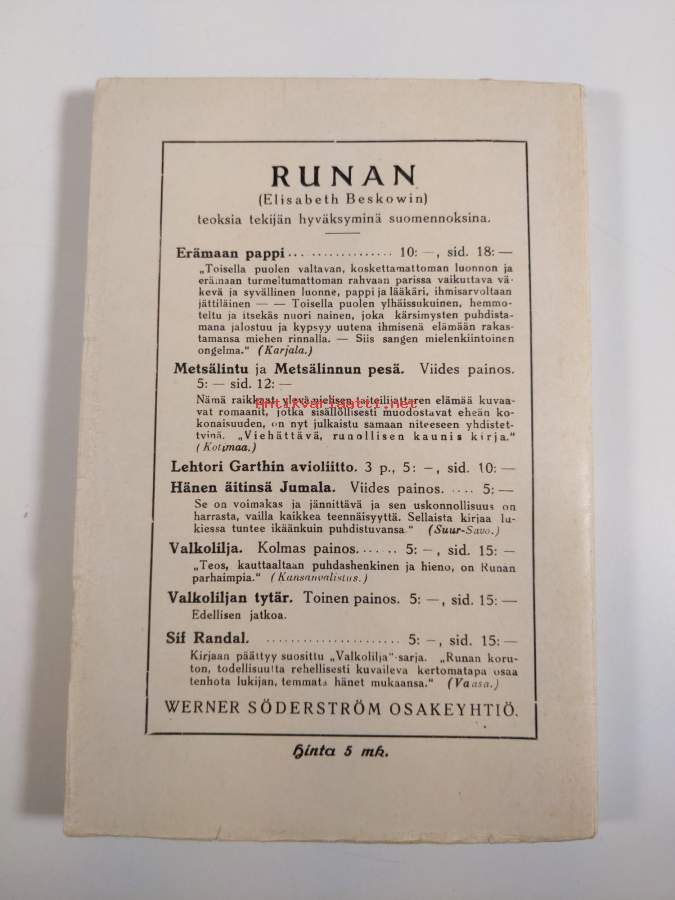 RUNAN
(Elisabeth Beskowin)
teoksia tekijän hyväksyminä suomennoksina.
Erämaan pappi... .............. 10: —, sid. 18: —
„Toisella puolen valtavan, koskettamattoman luonnon ja
erämaan turmeltumattoman rahvaan parissa vaikuttava vä-
kevä ja syvällinen luonne, pappi ja lääkäri, ihmisarvoltaan
jättiläinen — — Toisella puolen ylhäissukuinen, hemmo-
teltu ja itsekäs nuori nainen, joka kärsimysten puhdista-
mana jalostuu ja kypsyy uutena ihmisenä elämään rakas-
tamansa miehen rinnalla. — Siis sangen mielenkiintoinen
ongelma.“ (Karjala.)
Metsälintu ja Metsälinnun pesä. Viides painos.
5: — sid. 12: —
antikvariaatti.net
Nämä raikkaat, ylevämielisen taiteilijattaren elämää kuvaa-
vat romaanit, jotka sisällöllisesti muodostavat eheän ko-
konaisuuden, on nyt julkaistu samaan niteeseen yhdistet-
tyinä. „Viehättävä, runollisen kaunis kirja.“
(Kotimaa.)
Lehtori Garthin avioliitto. 3 p., 5: —, sid. 10: —
Hänen äitinsä Jumala. Viides painos. .... 5: —
Se on voimakas ja jännittävä ja sen uskonnollisuus on
harrasta, vailla kaikkea teennäisyyttä. Sellaista kirjaa lu-
kiessa tuntee ikäänkuin puhdistuvansa.“ (Suur-Savo.)
Valkolilja. Kolmas painos...... 5: —, sid. 15: —
„Teos, kauttaaltaan puhdashenkinen ja hieno, on Runan
parhaimpia.“ (Kansanvalistus.)
Valkoliljan tytär. Toinen painos. 5: —, sid. 15: —
Edellisen jatkoa.
Sif Randal. ...................... 5: —, sid. 15: —
Kirjaan päättyy suosittu „Valkolilja“-sarja. „Runan koru-
ton, todellisuutta rehellisesti kuvaileva kertomatapa osaa
tenhota lukijan, temmata hänet mukaansa.“ (Vaasa.)
WERNER SÖDERSTRÖM OSAKEYHTIÖ.
Hinta 5 mk.